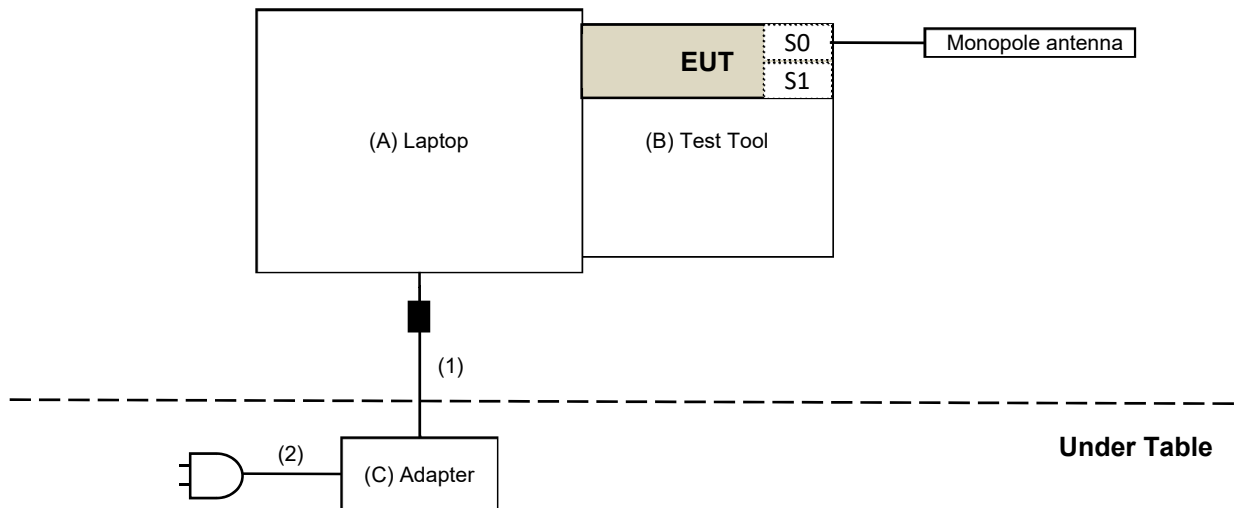 S0
Monopole antenna
EUT
S1
(A) Laptop
(B) Test Tool
(1)
Under Table
(2)
(C) Adapter